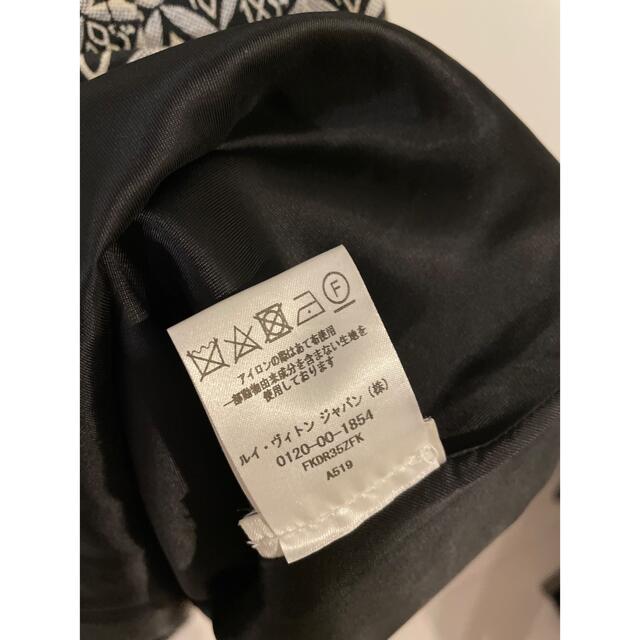 アイロンの際はあて布使用
一部動物由来成分を含まない生地を
使用しております
ルイ・ヴィトン ジャパン (株)
0120-00-1854
FKDR35ZFK
A519